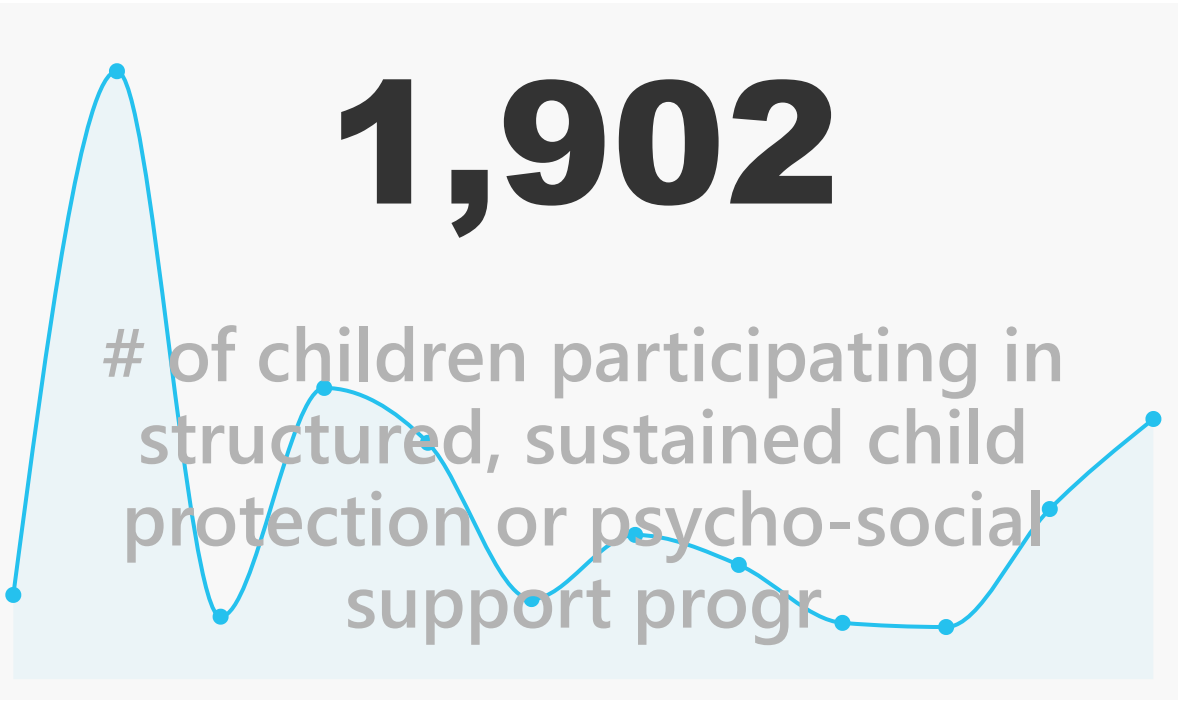 1,902
# of children participating in
structured, sustained child
protection or psycho-social
support progr